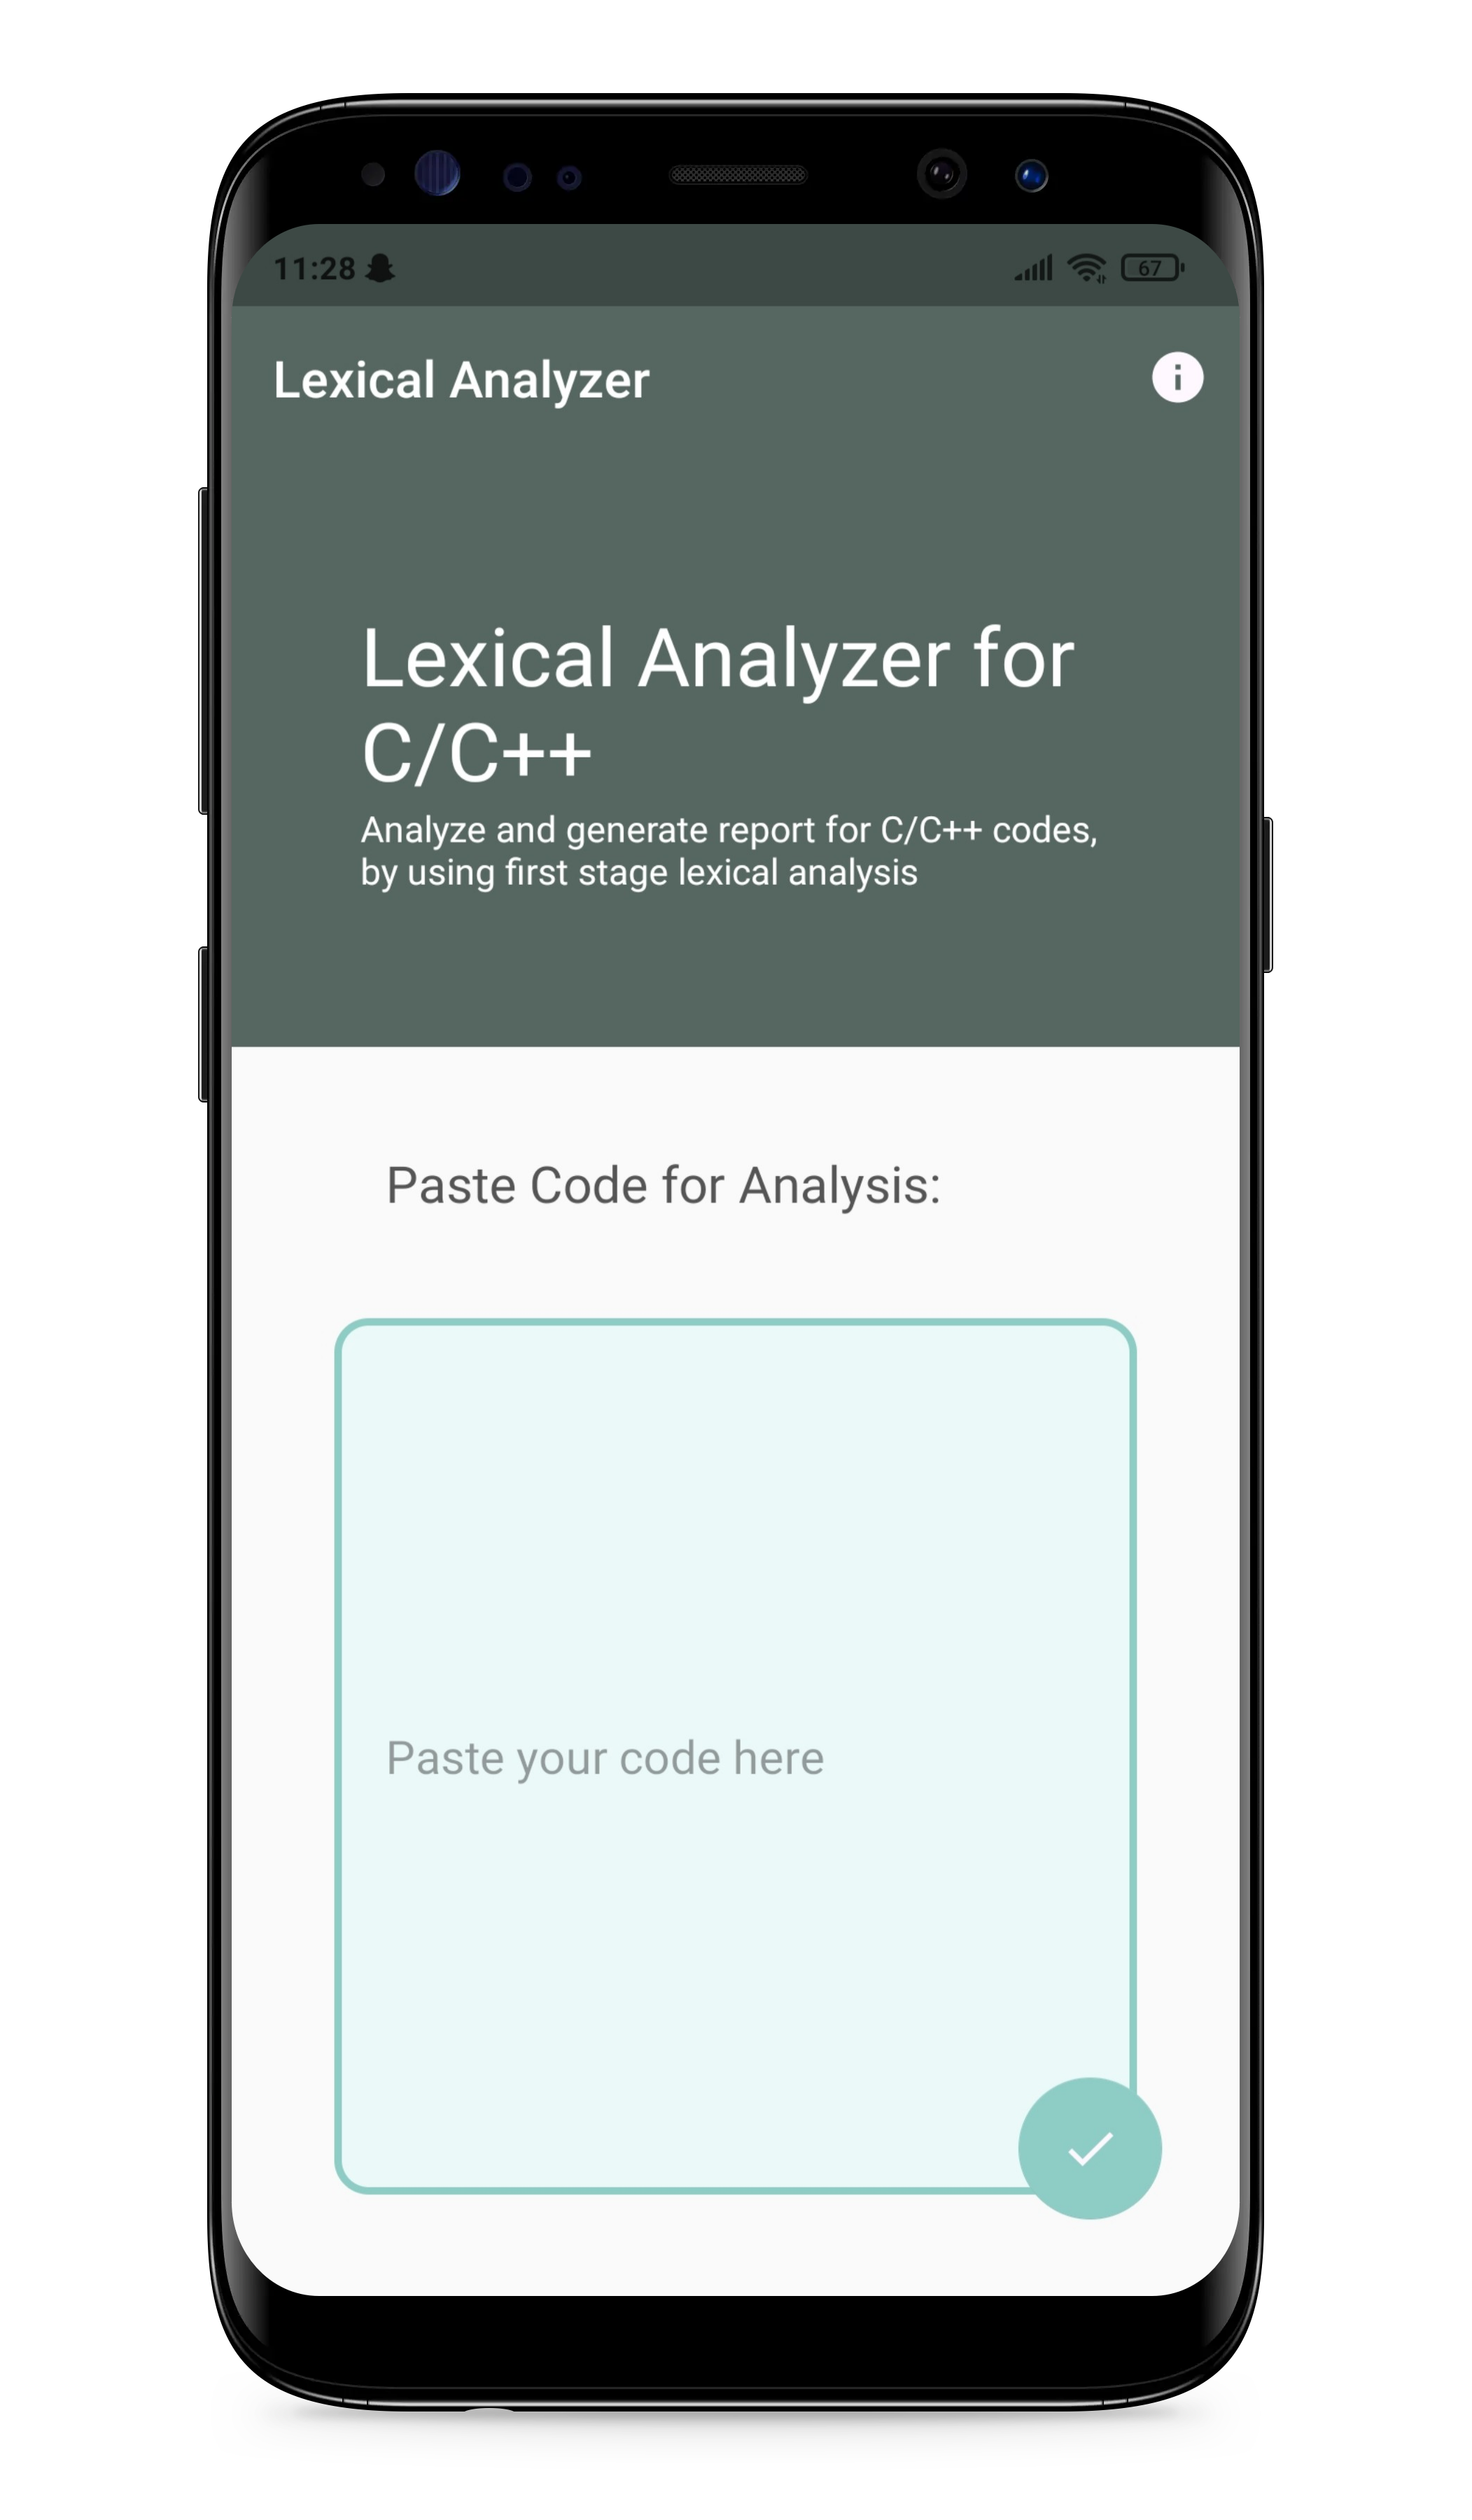 11:28
67
Lexical Analyzer
i
Lexical Analyzer for
C/C++
Analyze and generate report for C/C++ codes,
by using first stage lexical analysis
Paste Code for Analysis:
Paste your code here